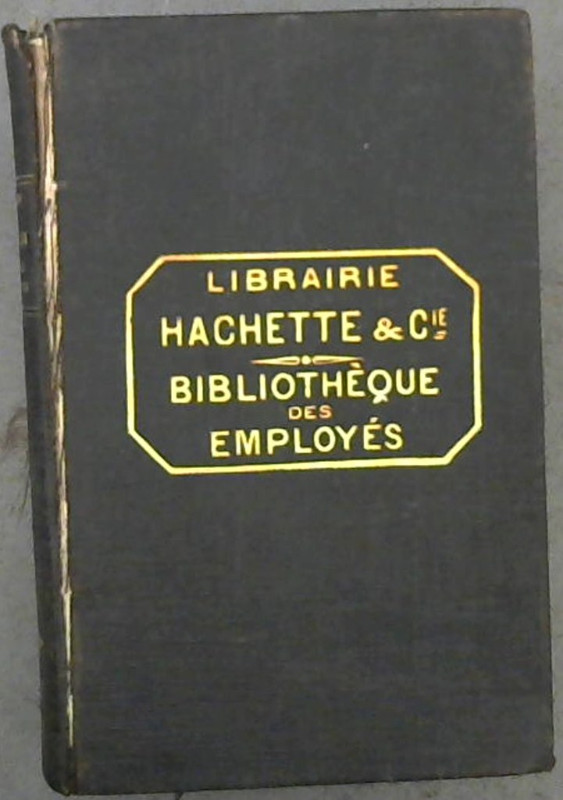 LIBRAIRIE
HACHETTE & CIE
BIBLIOTHÈQUE
DES
EMPLOYÉS